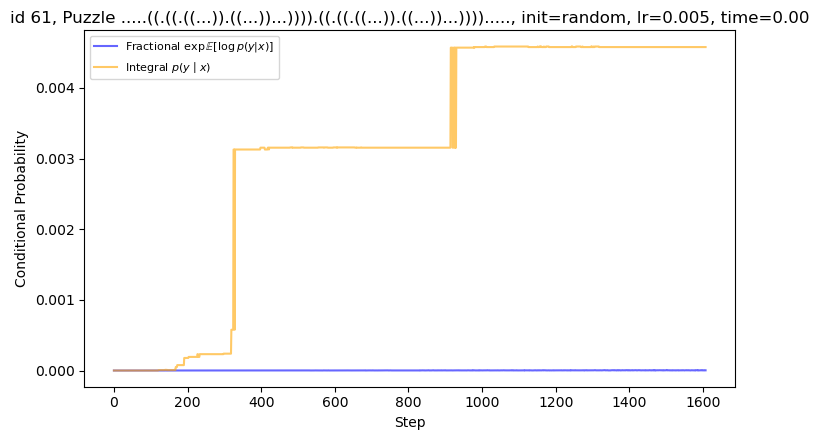 id 61, Puzzle .....((.((.((...)).((...))...)))).((.((.((...)).((...))...))))....., init=random, lr=0.005, time=0.00
Fractional exp𝔼[log p(y|x)]
Integral p(y | x)
Conditional Probability
0.004
0.003
0.002
0.001
0.000
0 200 400 600 800 1000 1200 1400 1600
Step